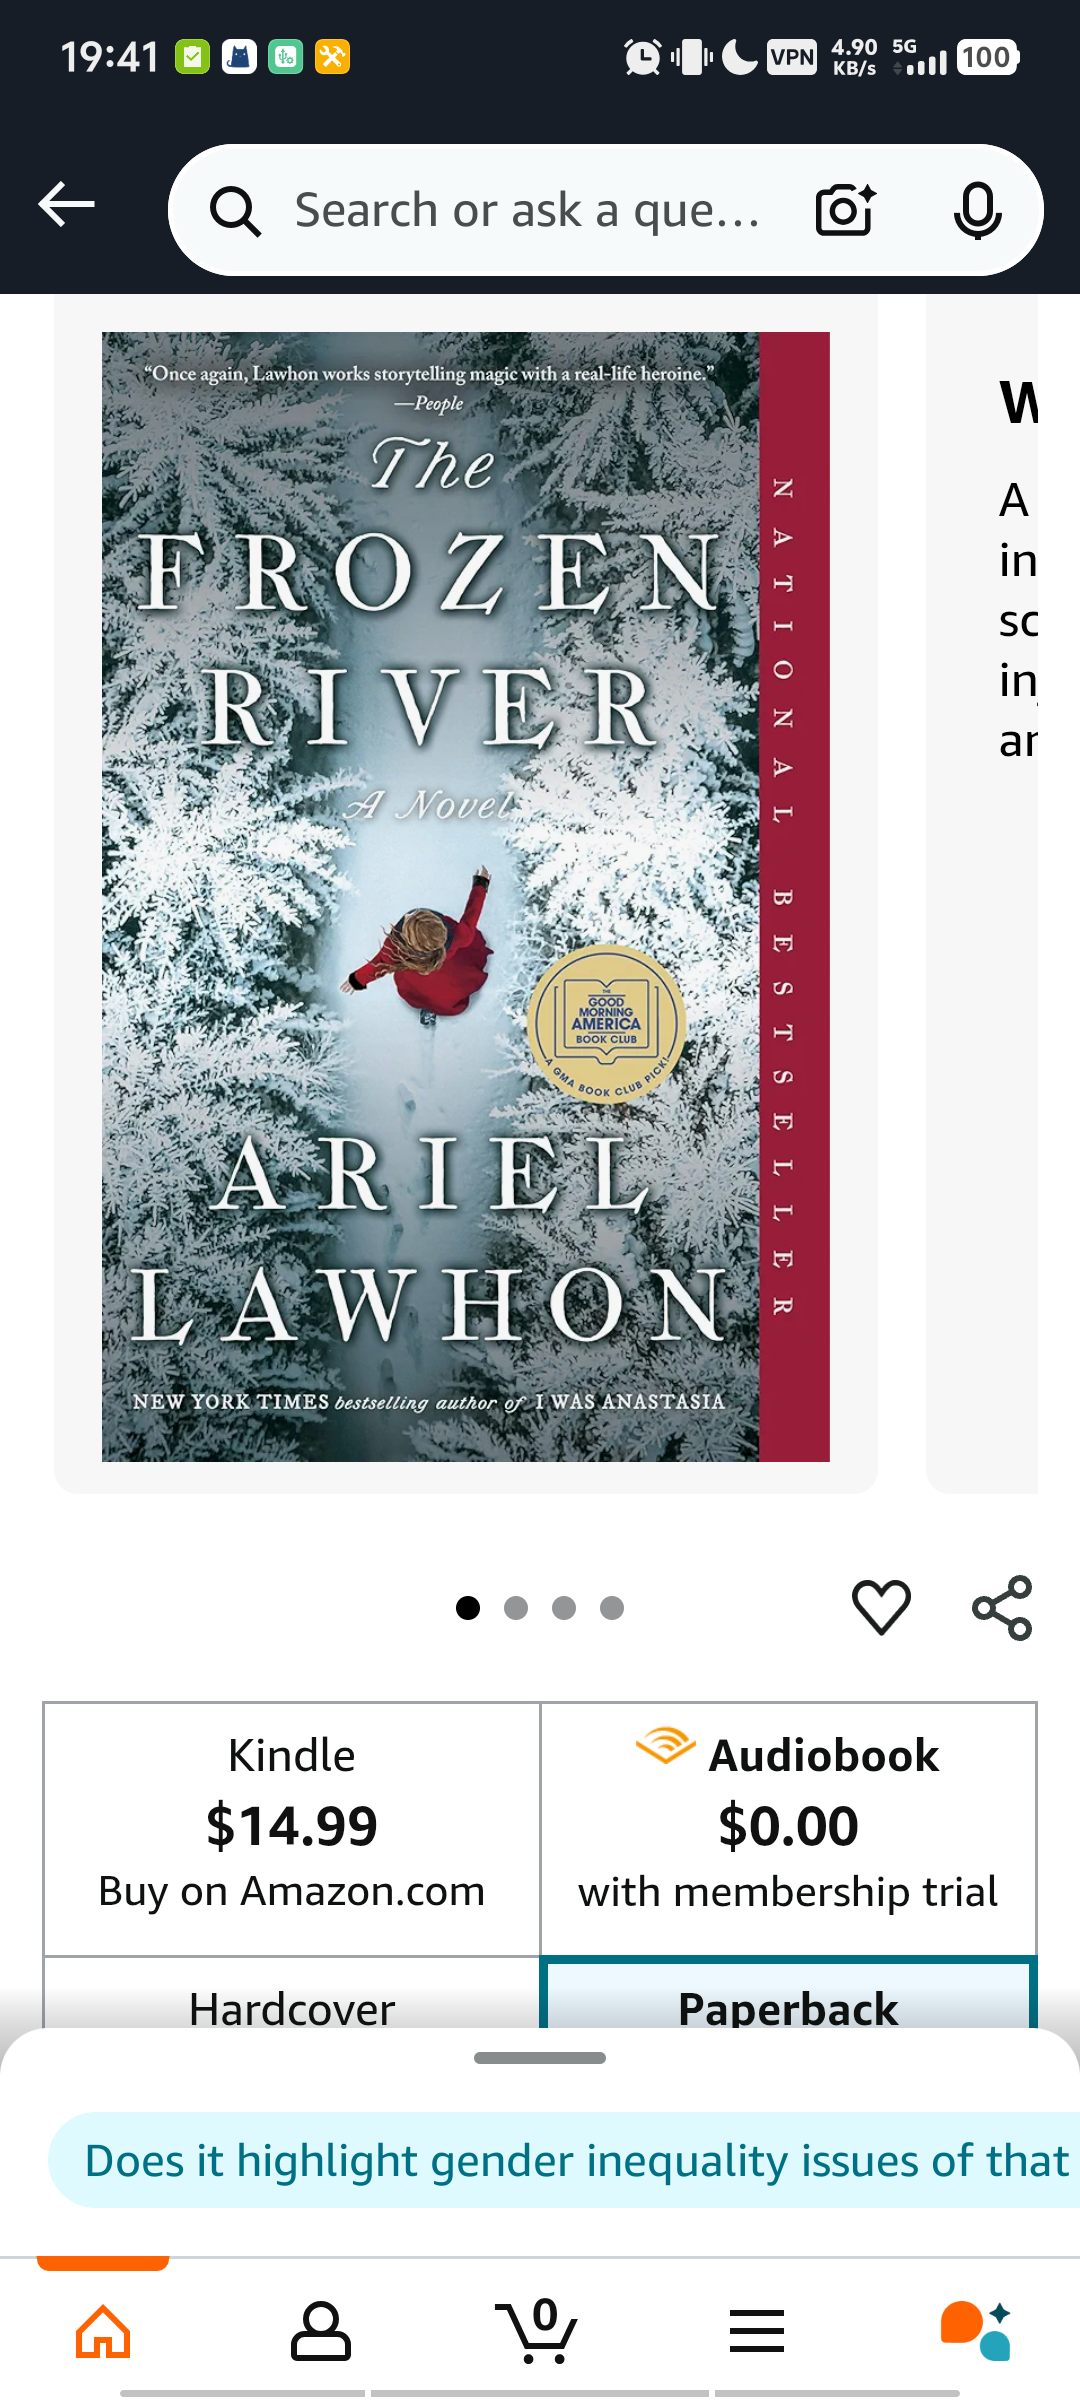 19:41
VPN
4.90
KB/s
5G
100
Search or ask a que...
“Once again, Lawhon works storytelling magic with a real-life heroine.”
—People
The
FROZEN
RIVER
A Novel
NATIONAL BESTSELLER
THE
GOOD
MORNING
AMERICA
BOOK CLUB
A GMA BOOK CLUB PICK!
ARIEL
LAWHON
NEW YORK TIMES bestselling author of I WAS ANASTASIA
W
A
in
sc
in
an
Kindle
$14.99
Buy on Amazon.com
Audiobook
$0.00
with membership trial
Hardcover
Paperback
Does it highlight gender inequality issues of that
0